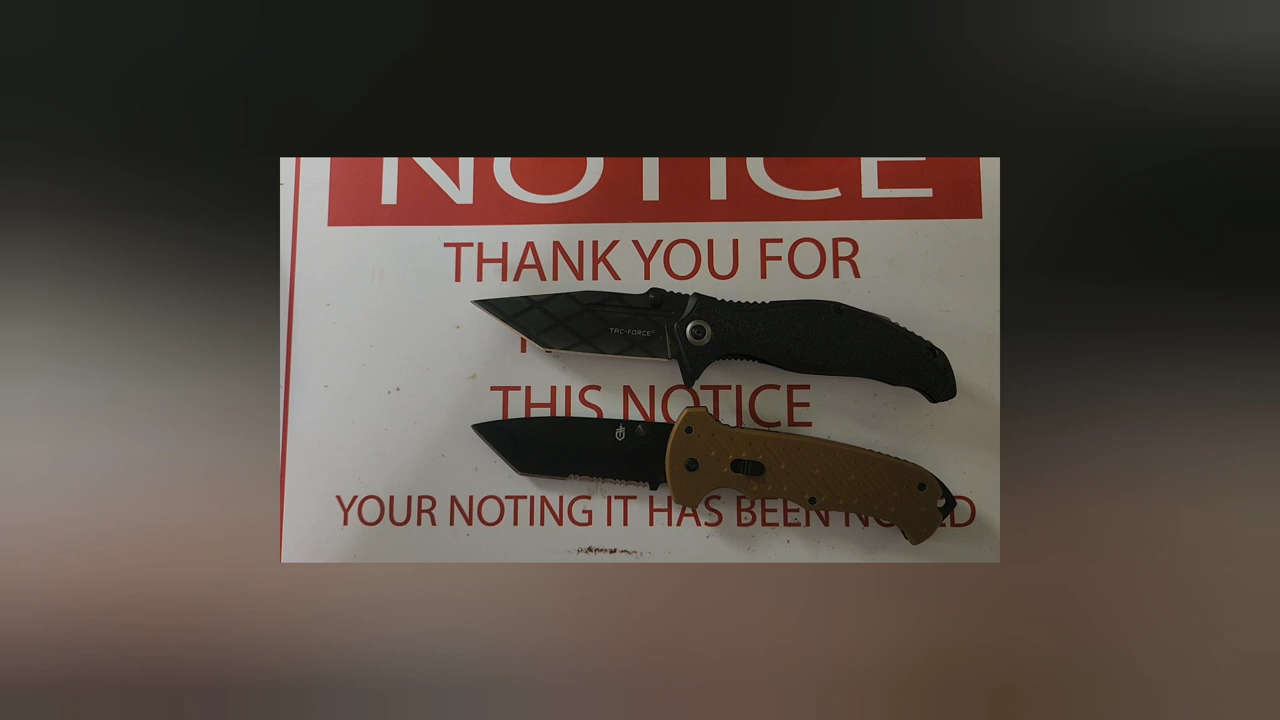 NOTICE
THANK YOU FOR
TAC-FORCE
THIS NOTICE
YOUR NOTING IT HAS BEEN